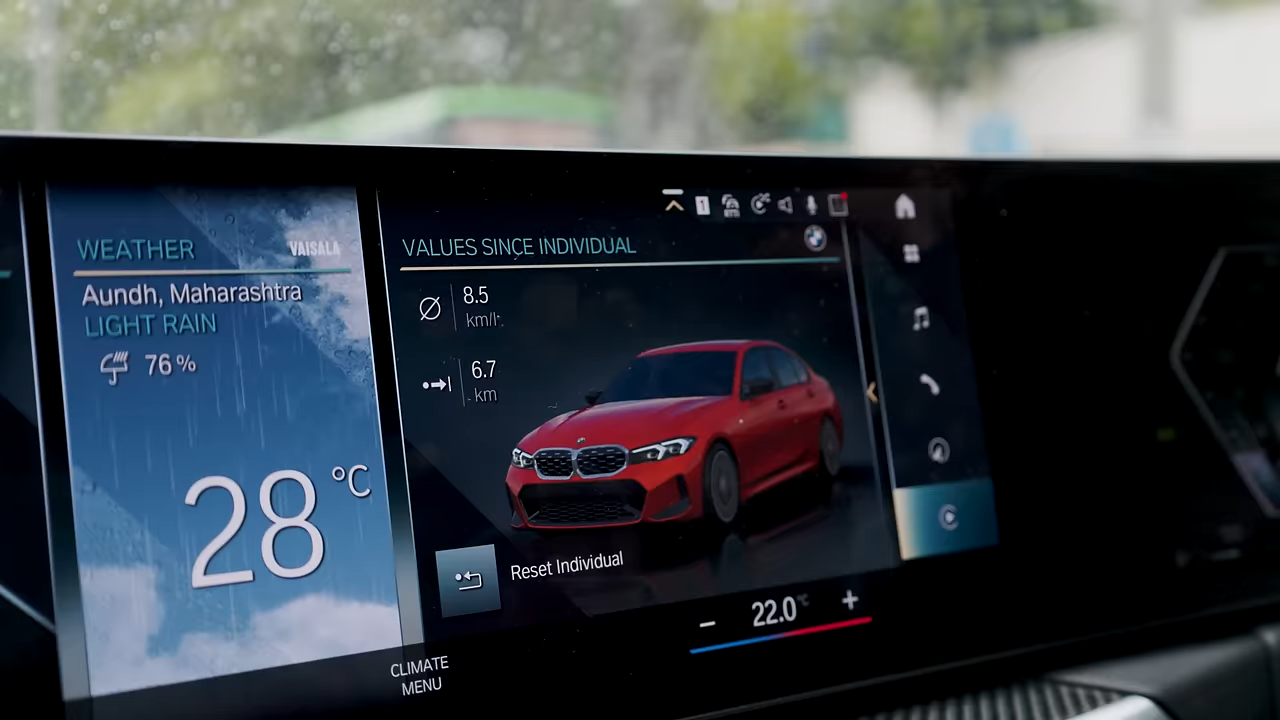 WEATHER
VAISALA
Aundh, Maharashtra
LIGHT RAIN
76%
28 °C
1
VALUES SINCE INDIVIDUAL
Ø 8.5
km/l
6.7
km
Reset Individual
− 22.0 °C +
CLIMATE
MENU